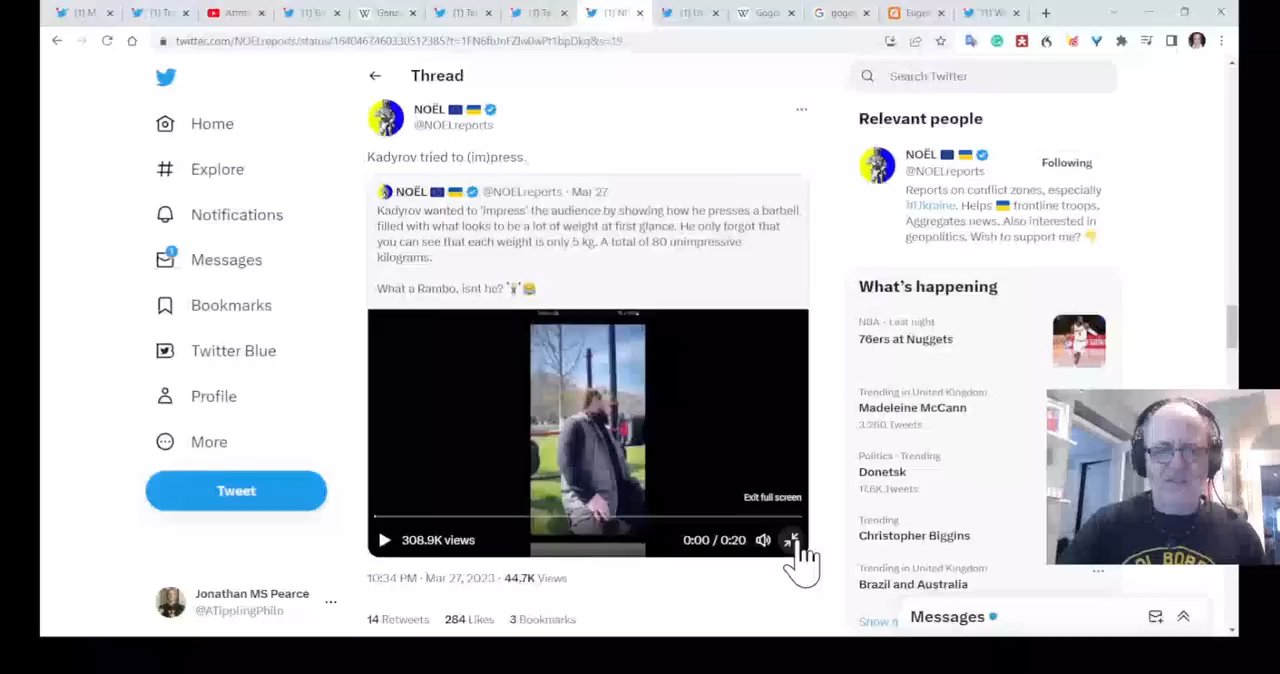 twitter.com/NOELreports/status/1640467460330512385?t=
Home
Explore
Notifications
1
Messages
Bookmarks
Twitter Blue
Profile
More
Tweet
Jonathan MS Pearce
@ATipplingPhilo
Thread
NOËL
@NOELreports
Kadyrov tried to (im)press.
NOËL @NOELreports · Mar 27
Kadyrov wanted to 'impress' the audience by showing how he presses a barbell
filled with what looks to be a lot of weight at first glance. He only forgot that
you can see that each weight is only 5 kg. A total of 80 unimpressive
kilograms.
What a Rambo, isnt he?
Exit full screen
308.9K views
0:00 / 0:20
10:34 PM · Mar 27, 2023 · 44.7K Views
14 Retweets 284 Likes 3 Bookmarks
Search Twitter
Relevant people
NOËL
@NOELreports
Following
Reports on conflict zones, especially
#Ukraine. Helps frontline troops.
Aggregates news. Also interested in
geopolitics. Wish to support me?
What's happening
NBA · Last night
76ers at Nuggets
Trending in United Kingdom
Madeleine McCann
3,260 Tweets
Politics · Trending
Donetsk
17.6K Tweets
Trending
Christopher Biggins
Trending in United Kingdom
Brazil and Australia
Show
Messages